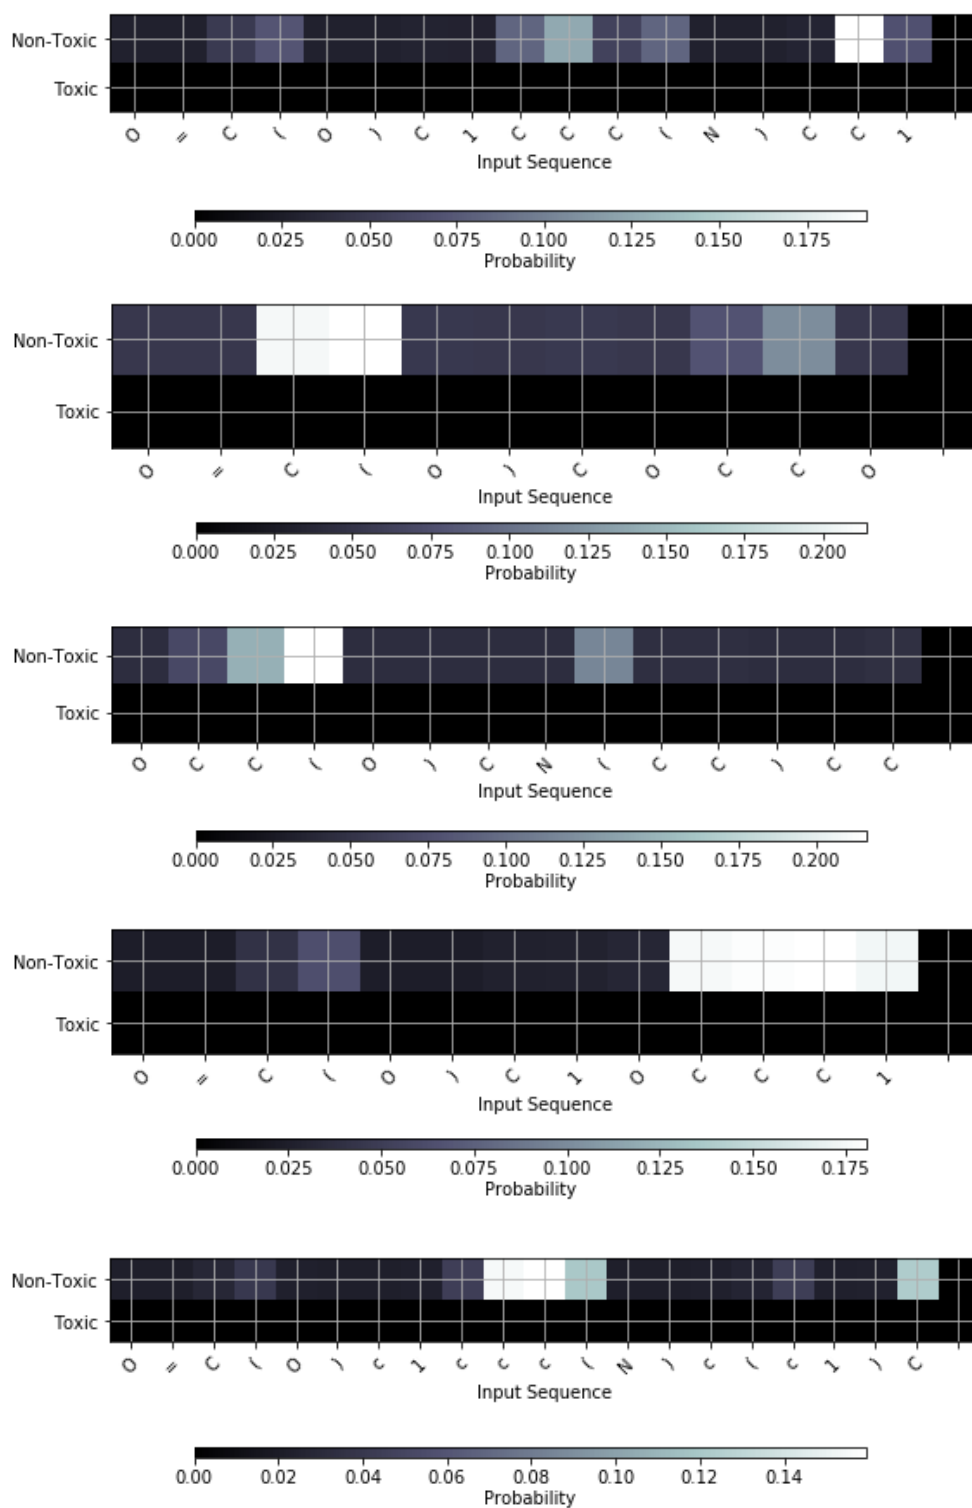 Non-Toxic
Toxic
O = C ( O ) C 1 C C C ( N ) C C 1
Input Sequence
0.000 0.025 0.050 0.075 0.100 0.125 0.150 0.175
Probability
Non-Toxic
Toxic
O = C ( O ) C O C C O
Input Sequence
0.000 0.025 0.050 0.075 0.100 0.125 0.150 0.175 0.200
Probability
Non-Toxic
Toxic
O C C ( O ) C N ( C C ) C C
Input Sequence
0.000 0.025 0.050 0.075 0.100 0.125 0.150 0.175 0.200
Probability
Non-Toxic
Toxic
O = C ( O ) C 1 O C C C 1
Input Sequence
0.000 0.025 0.050 0.075 0.100 0.125 0.150 0.175
Probability
Non-Toxic
Toxic
O = C ( O ) c 1 c c c ( N ) c ( c 1 ) C
Input Sequence
0.00 0.02 0.04 0.06 0.08 0.10 0.12 0.14
Probability